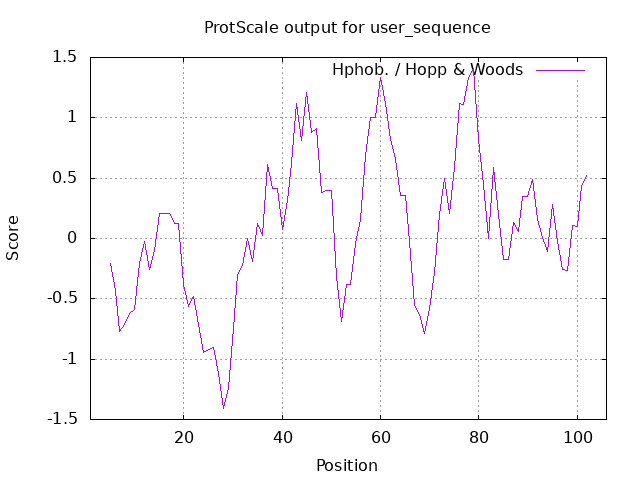 ProtScale output for user_sequence
Hphob. / Hopp & Woods
1.5
1
0.5
0
-0.5
-1
-1.5
Score
20 40 60 80 100
Position